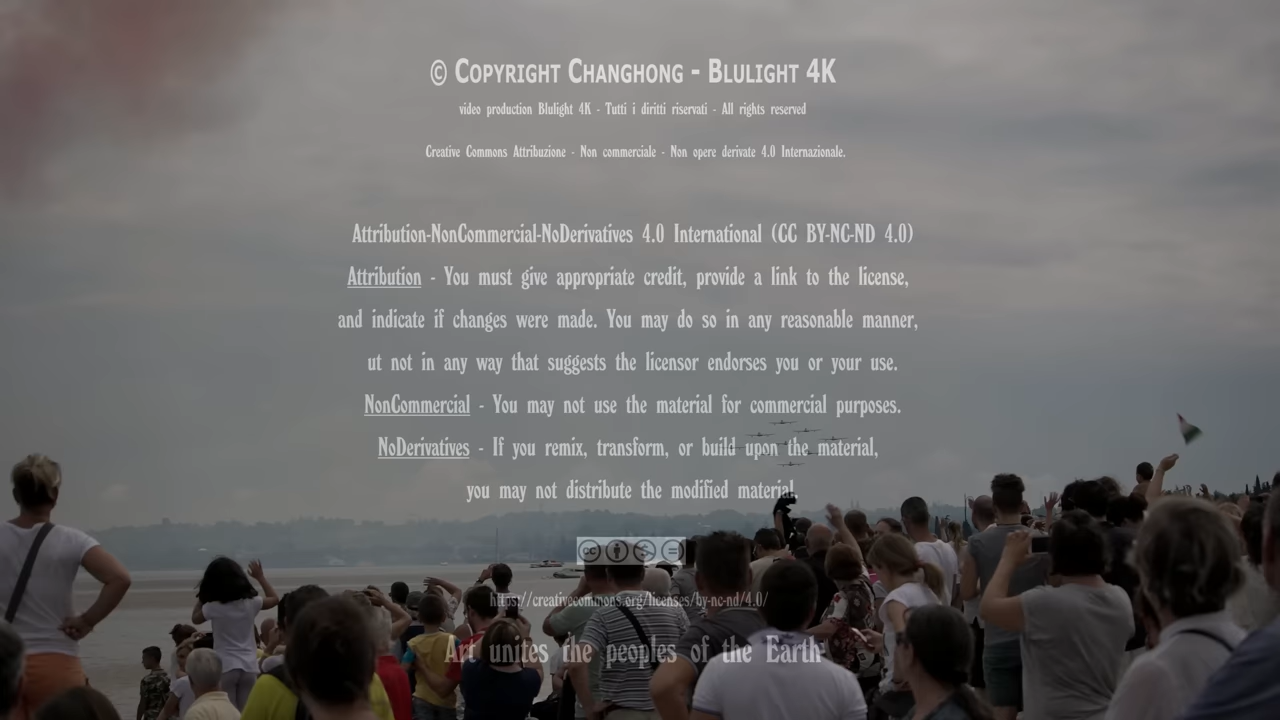 © Copyright Changhong - Blulight 4K
video production Blulight 4K - Tutti i diritti riservati - All rights reserved
Creative Commons Attribuzione - Non commerciale - Non opere derivate 4.0 Internazionale.
Attribution-NonCommercial-NoDerivatives 4.0 International (CC BY-NC-ND 4.0)
Attribution - You must give appropriate credit, provide a link to the license,
and indicate if changes were made. You may do so in any reasonable manner,
ut not in any way that suggests the licensor endorses you or your use.
NonCommercial - You may not use the material for commercial purposes.
NoDerivatives - If you remix, transform, or build upon the material,
you may not distribute the modified material.
cc
https://creativecommons.org/licenses/by-nc-nd/4.0/
Art unites the peoples of the Earth